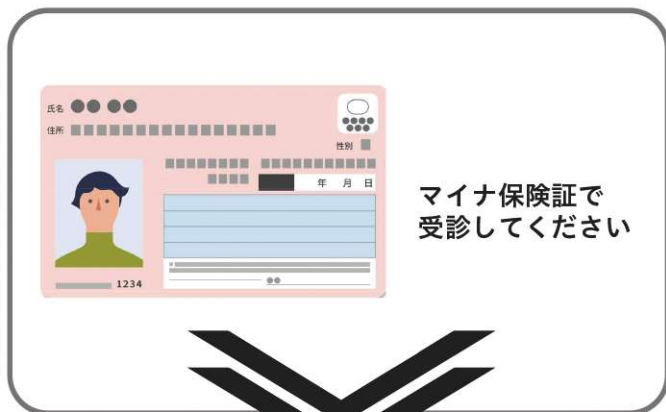 氏名
住所
性別
年 月 日
1234
マイナ保険証で
受診してください